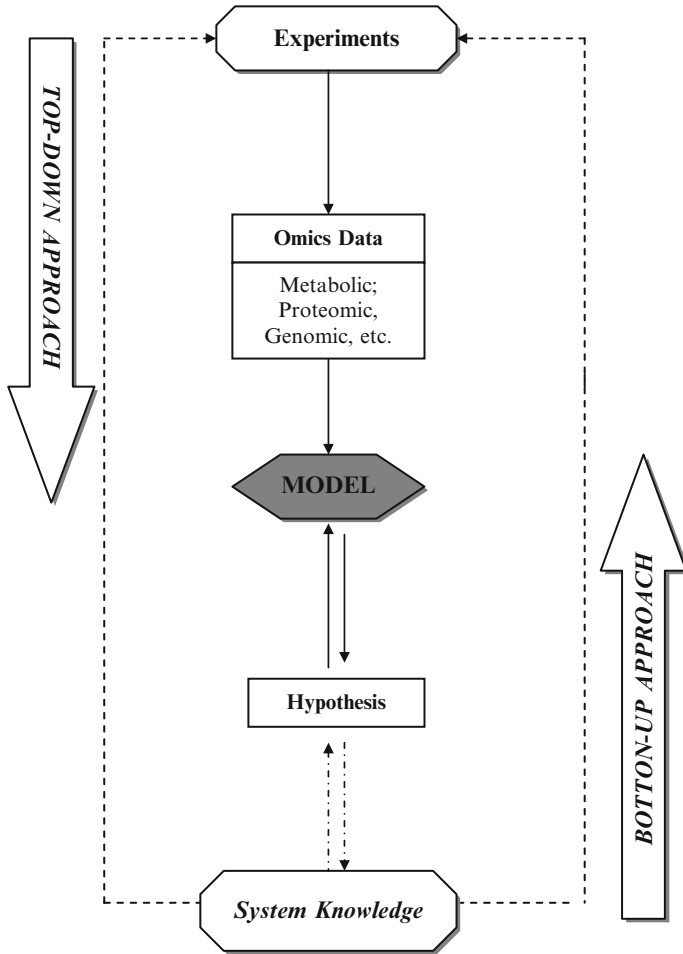 Experiments
TOP-DOWN APPROACH
Omics Data
Metabolic;
Proteomic,
Genomic, etc.
MODEL
Hypothesis
BOTTON-UP APPROACH
System Knowledge